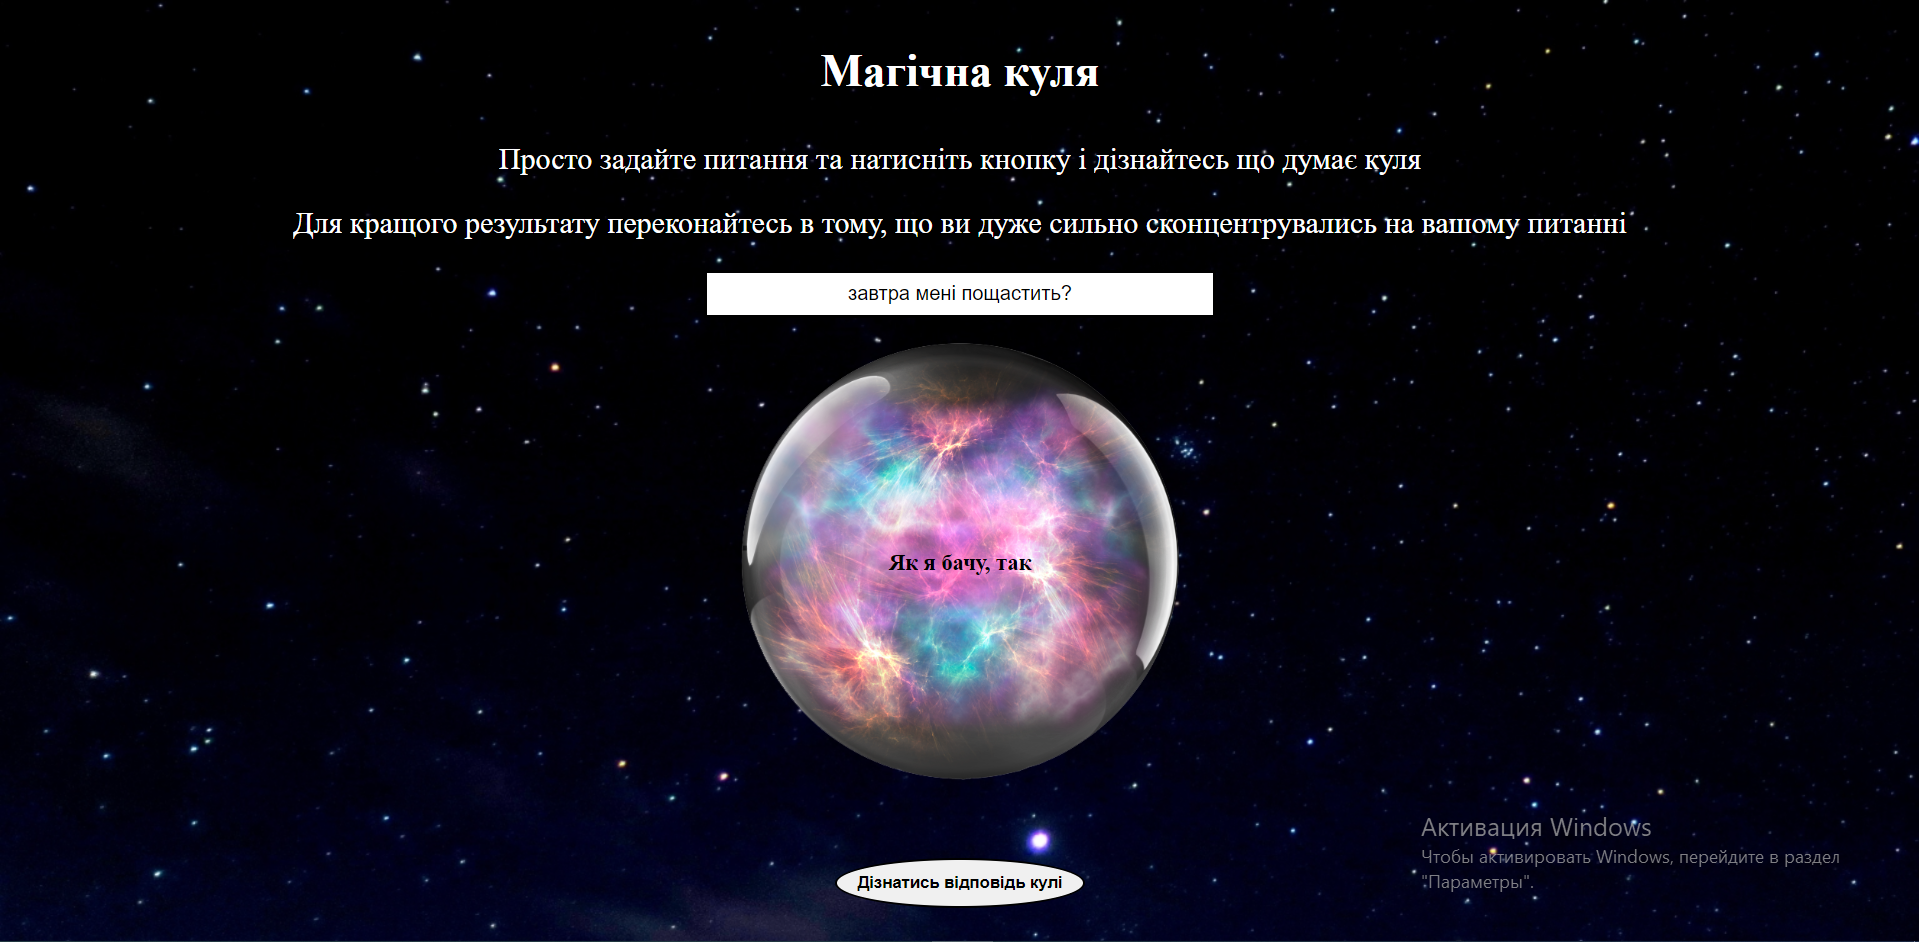 Магічна куля
Просто задайте питання та натисніть кнопку і дізнайтесь що думає куля
Для кращого результату переконайтесь в тому, що ви дуже сильно сконцентрувались на вашому питанні
завтра мені пощастить?
Як я бачу, так
Активация Windows
Чтобы активировать Windows, перейдите в раздел
"Параметры".
Дізнатись відповідь кулі